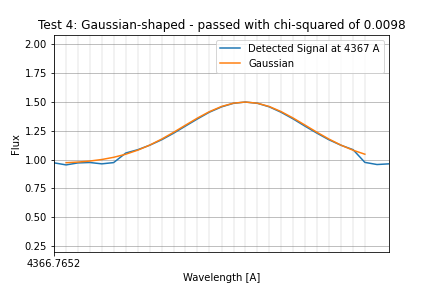 Test 4: Gaussian-shaped - passed with chi-squared of 0.0098
Detected Signal at 4367 A
Gaussian
2.00
1.75
1.50
1.25
1.00
0.75
0.50
0.25
Flux
4366.7652
Wavelength [A]